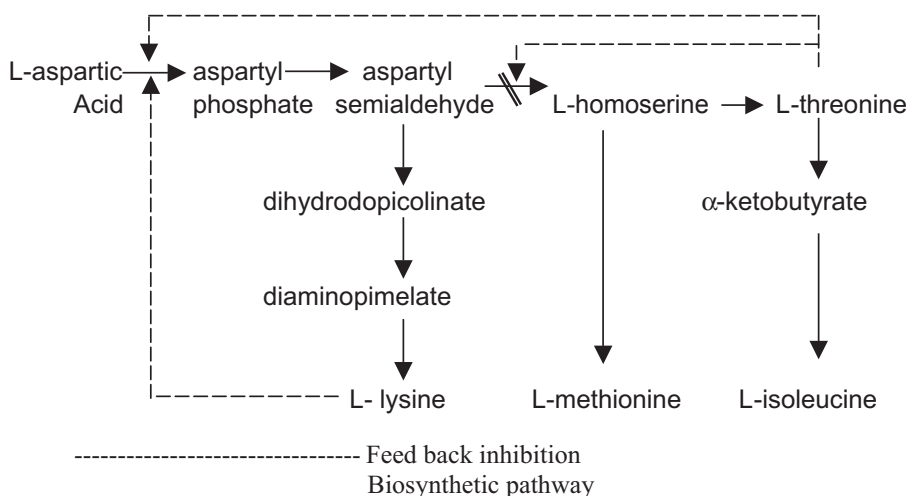 L-aspartic Acid
aspartyl phosphate
aspartyl semialdehyde
L-homoserine
L-threonine
dihydrodopicolinate
α-ketobutyrate
diaminopimelate
L- lysine
L-methionine
L-isoleucine
Feed back inhibition
Biosynthetic pathway